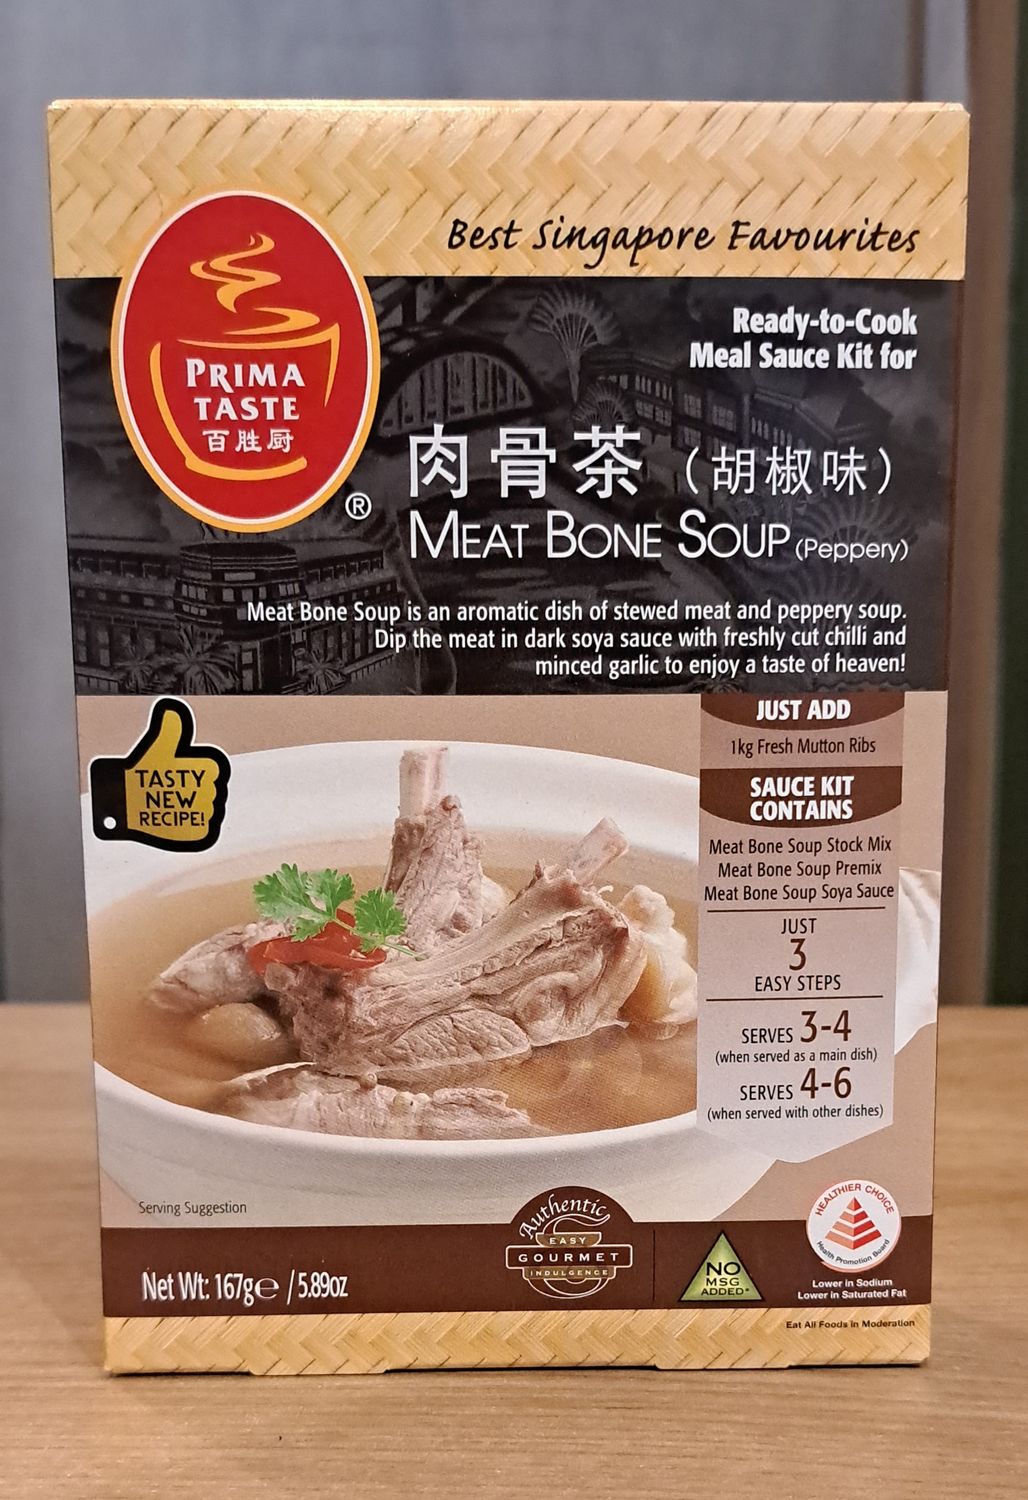 Best Singapore Favourites
PRIMA
TASTE
百胜厨
®
Ready-to-Cook
Meal Sauce Kit for
肉骨茶（胡椒味）
MEAT BONE SOUP (Peppery)
Meat Bone Soup is an aromatic dish of stewed meat and peppery soup.
Dip the meat in dark soya sauce with freshly cut chilli and
minced garlic to enjoy a taste of heaven!
TASTY
NEW
RECIPE!
JUST ADD
1kg Fresh Mutton Ribs
SAUCE KIT
CONTAINS
Meat Bone Soup Stock Mix
Meat Bone Soup Premix
Meat Bone Soup Soya Sauce
JUST
3
EASY STEPS
SERVES 3-4
(when served as a main dish)
SERVES 4-6
(when served with other dishes)
Serving Suggestion
Net Wt: 167g℮ / 5.89oz
Authentic
EASY
GOURMET
INDULGENCE
NO
MSG
ADDED*
HEALTHIER CHOICE
Health Promotion Board
Lower in Sodium
Lower in Saturated Fat
Eat All Foods in Moderation